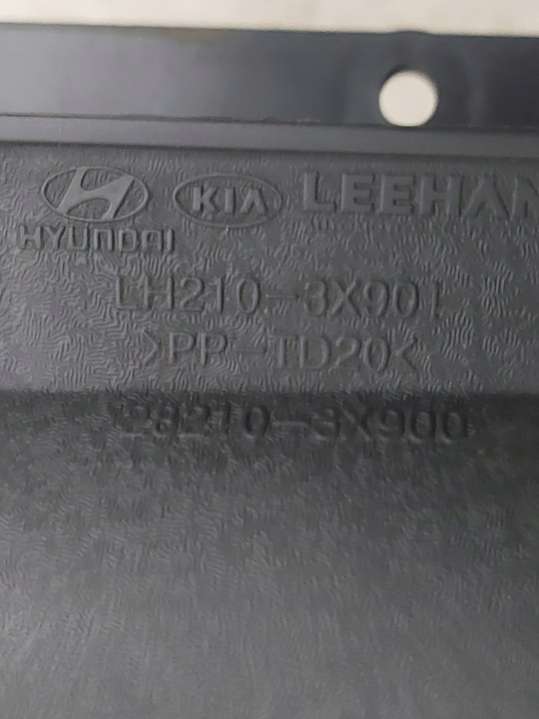 HYUNDAI KIA LEEHAN
LH210-3X901
>PP-TD20<
28210-3X900